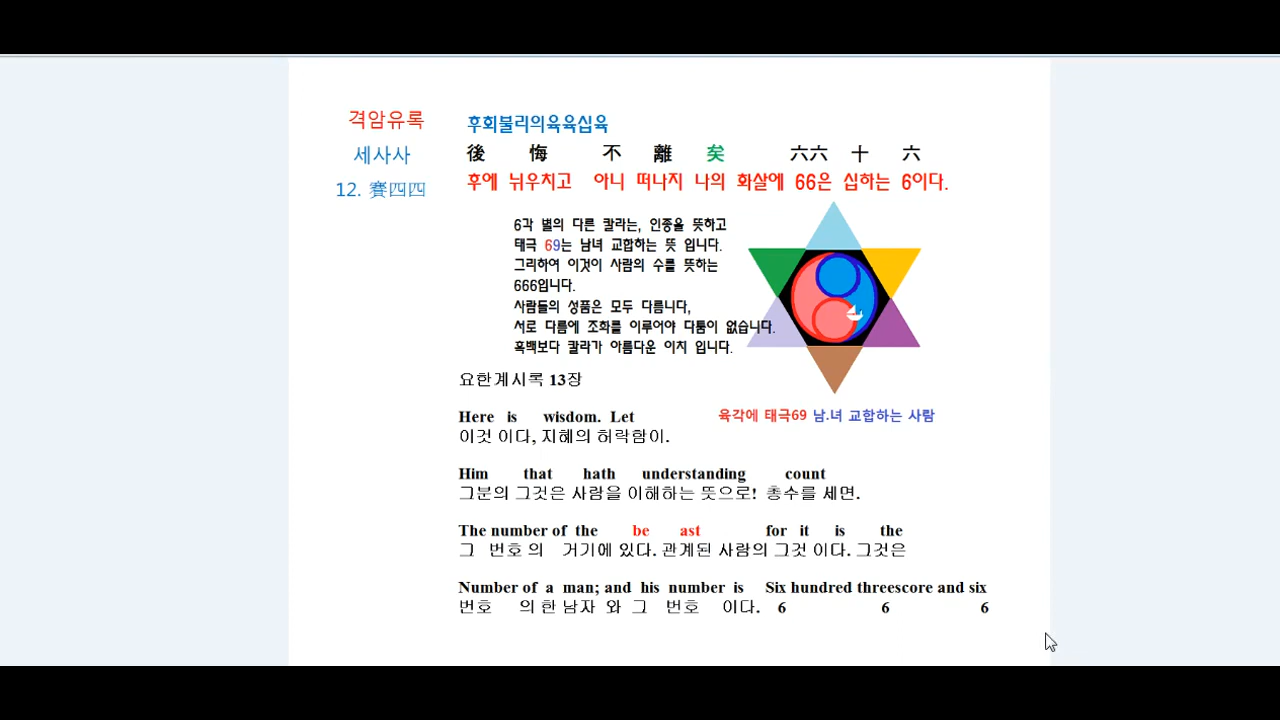 격암유록
세사사
12. 賽四四
후회불리의육육십육
後 悔 不 離 矣 六六 十 六
후에 뉘우치고 아니 떠나지 나의 화살에 66은 십하는 6이다.
6각 별의 다른 칼라는, 인종을 뜻하고
태극 69는 남녀 교합하는 뜻 입니다.
그리하여 이것이 사람의 수를 뜻하는
666입니다.
사람들의 성품은 모두 다릅니다,
서로 다름에 조화를 이루어야 다툼이 없습니다.
흑백보다 칼라가 아름다운 이치 입니다.
육각에 태극69 남.녀 교합하는 사람
요한계시록 13장
Here is wisdom. Let
이것 이다, 지혜의 허락함이.
Him that hath understanding count
그분의 그것은 사람을 이해하는 뜻으로! 총수를 세면.
The number of the be ast for it is the
그 번호 의 거기에 있다. 관계된 사람의 그것 이다. 그것은
Number of a man; and his number is Six hundred threescore and six
번호 의 한 남자 와 그 번호 이다. 6 6 6